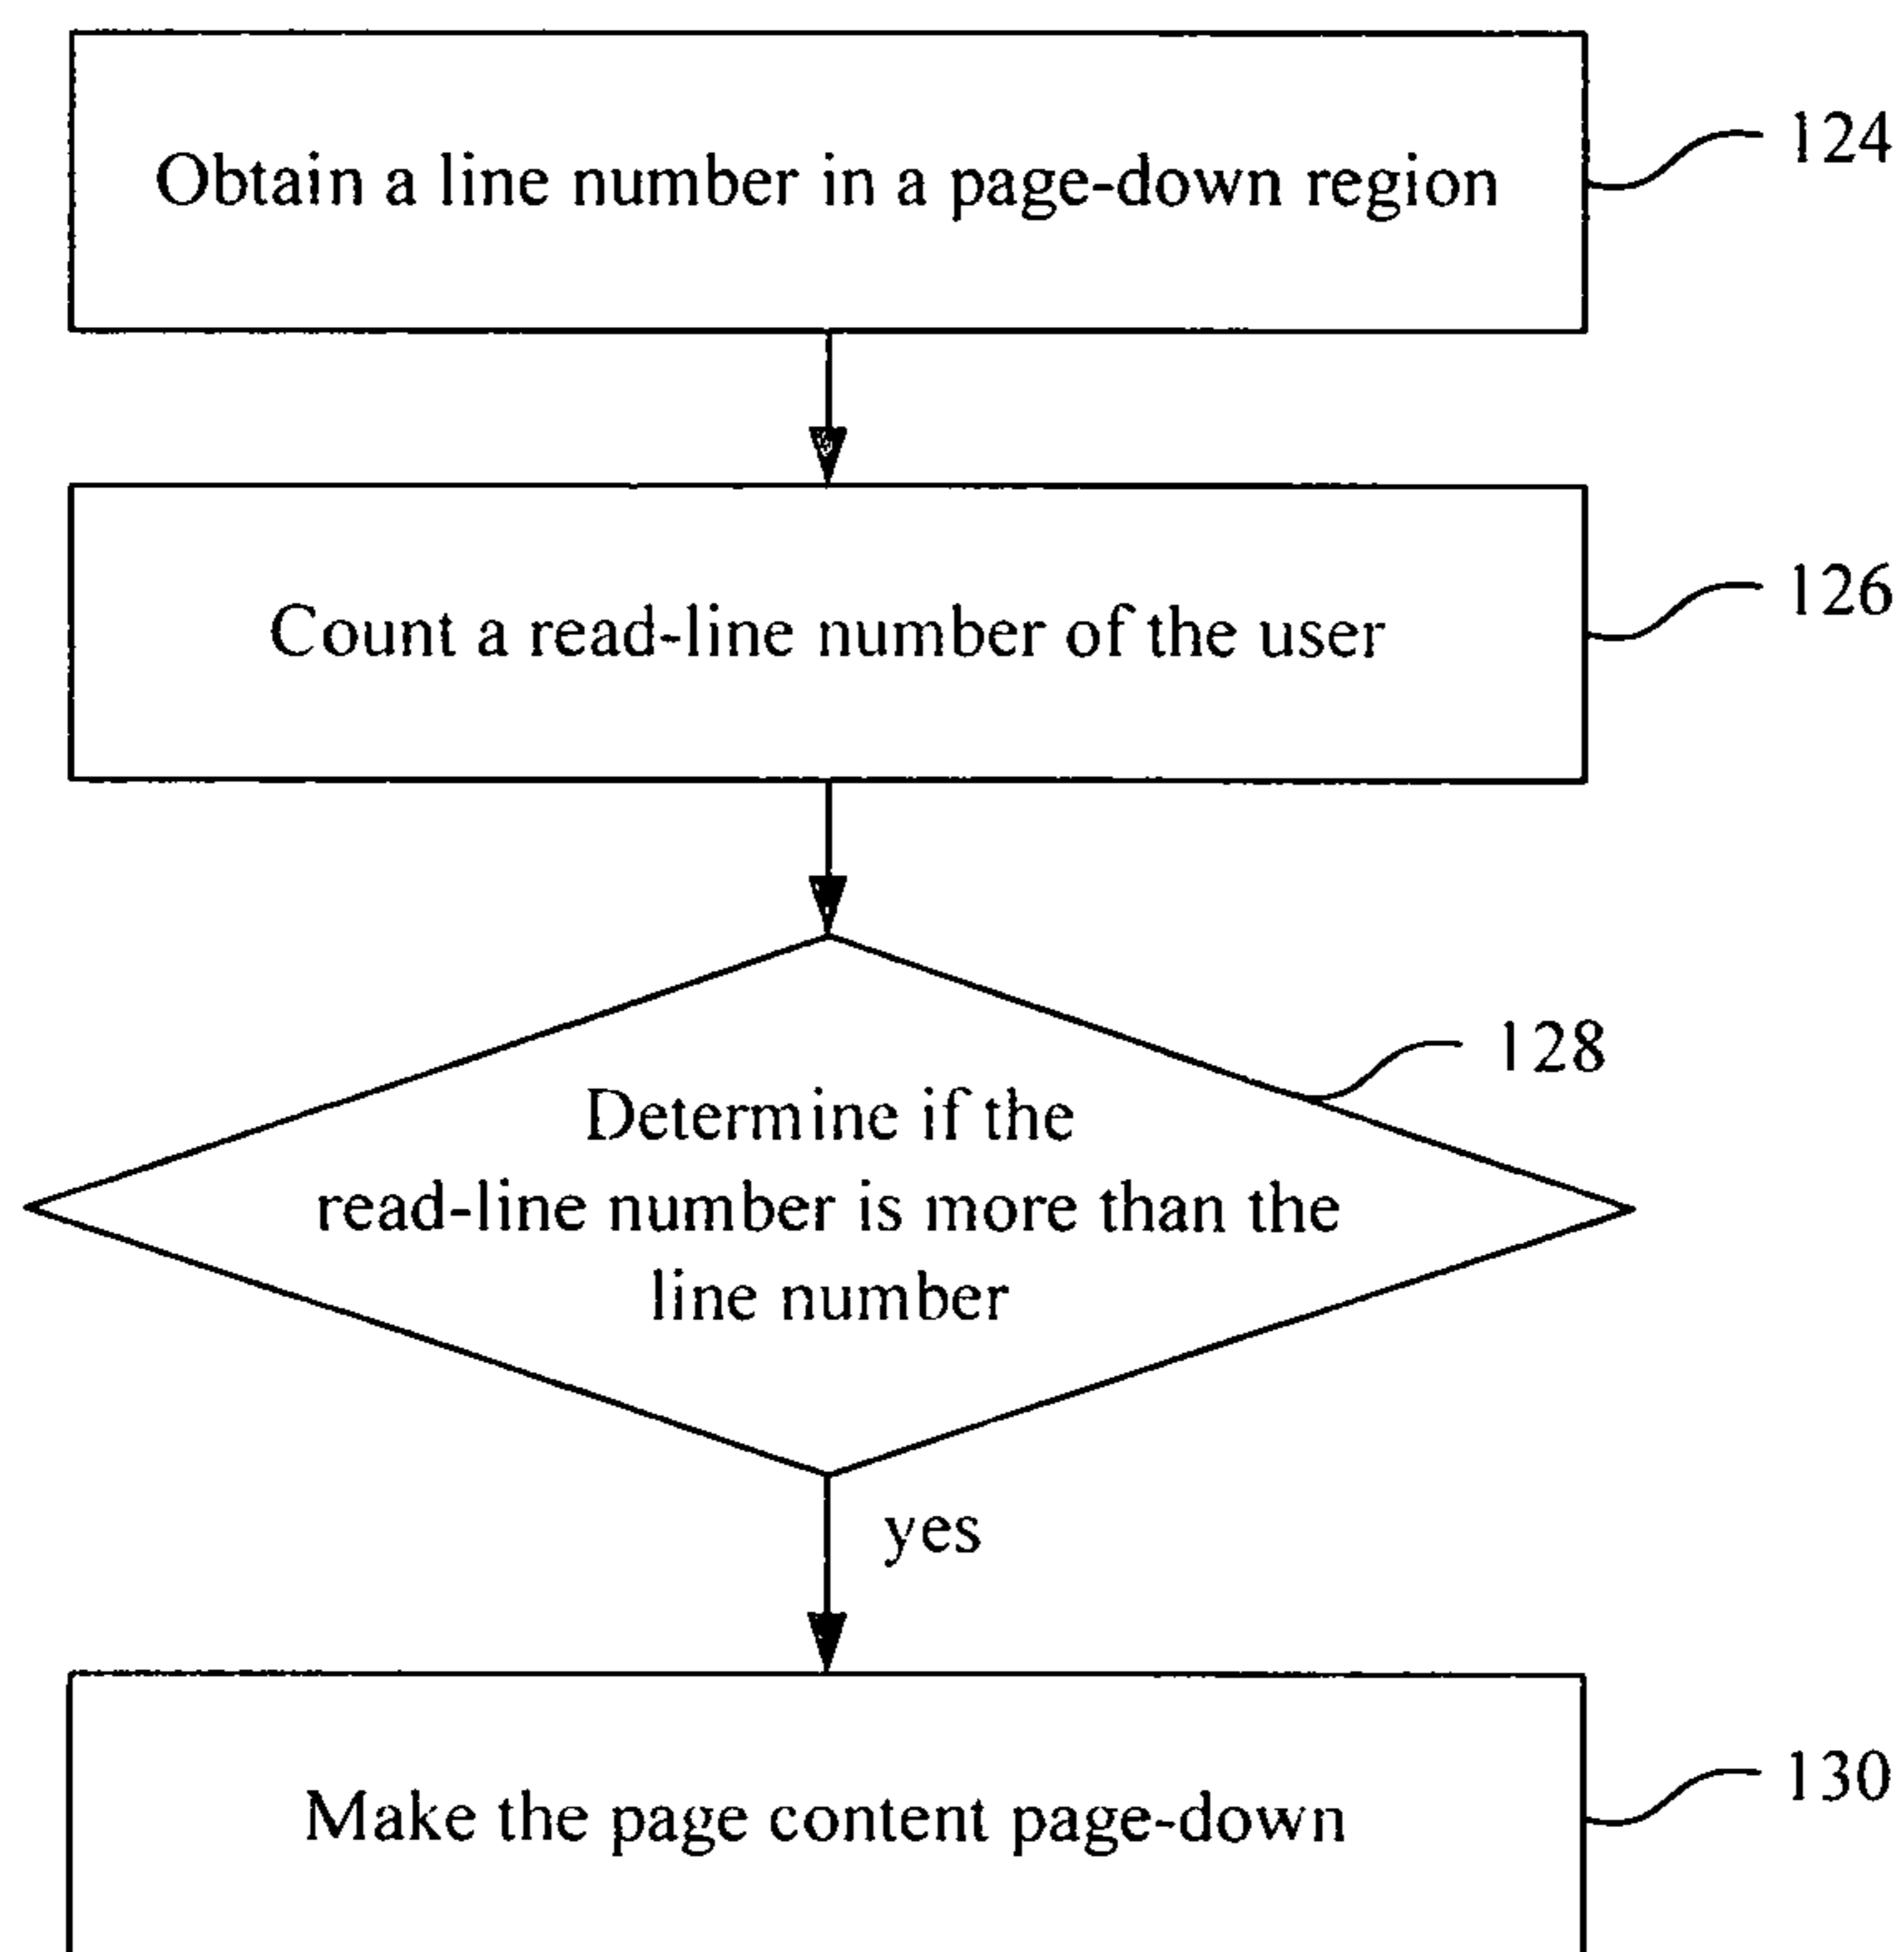 Obtain a line number in a page-down region
124
Count a read-line number of the user
126
128
Determine if the
read-line number is more than the
line number
yes
Make the page content page-down
130